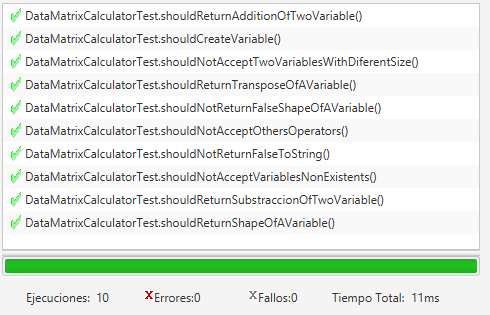 DataMatrixCalculatorTest.shouldReturnAdditionOfTwoVariable()
DataMatrixCalculatorTest.shouldCreateVariable()
DataMatrixCalculatorTest.shouldNotAcceptTwoVariablesWithDiferentSize()
DataMatrixCalculatorTest.shouldReturnTransposeOfAVariable()
DataMatrixCalculatorTest.shouldNotReturnFalseShapeOfAVariable()
DataMatrixCalculatorTest.shouldNotAcceptOthersOperators()
DataMatrixCalculatorTest.shouldNotReturnFalseToString()
DataMatrixCalculatorTest.shouldNotAcceptVariablesNonExistents()
DataMatrixCalculatorTest.shouldReturnSubstraccionOfTwoVariable()
DataMatrixCalculatorTest.shouldReturnShapeOfAVariable()
Ejecuciones: 10 Errores:0 Fallos:0 Tiempo Total: 11ms